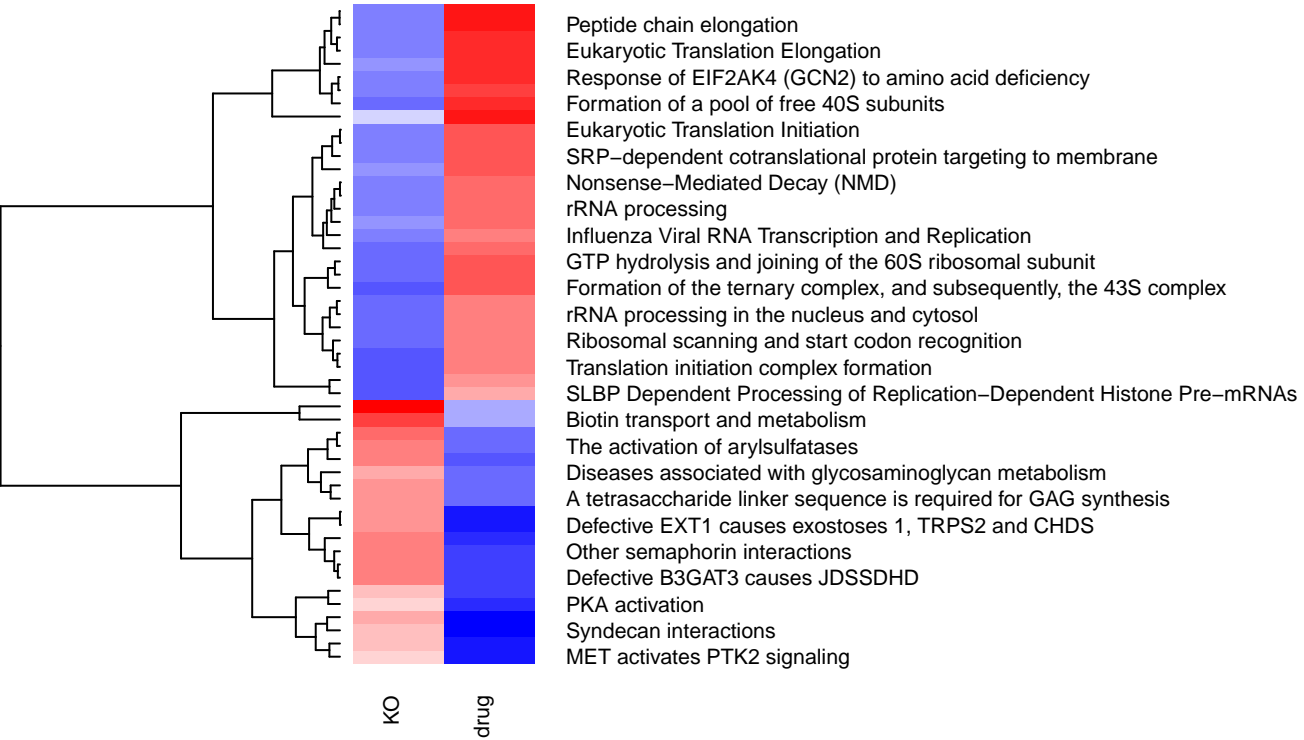 Peptide chain elongation
Eukaryotic Translation Elongation
Response of EIF2AK4 (GCN2) to amino acid deficiency
Formation of a pool of free 40S subunits
Eukaryotic Translation Initiation
SRP−dependent cotranslational protein targeting to membrane
Nonsense−Mediated Decay (NMD)
rRNA processing
Influenza Viral RNA Transcription and Replication
GTP hydrolysis and joining of the 60S ribosomal subunit
Formation of the ternary complex, and subsequently, the 43S complex
rRNA processing in the nucleus and cytosol
Ribosomal scanning and start codon recognition
Translation initiation complex formation
SLBP Dependent Processing of Replication−Dependent Histone Pre−mRNAs
Biotin transport and metabolism
The activation of arylsulfatases
Diseases associated with glycosaminoglycan metabolism
A tetrasaccharide linker sequence is required for GAG synthesis
Defective EXT1 causes exostoses 1, TRPS2 and CHDS
Other semaphorin interactions
Defective B3GAT3 causes JDSSDHD
PKA activation
Syndecan interactions
MET activates PTK2 signaling
KO
drug